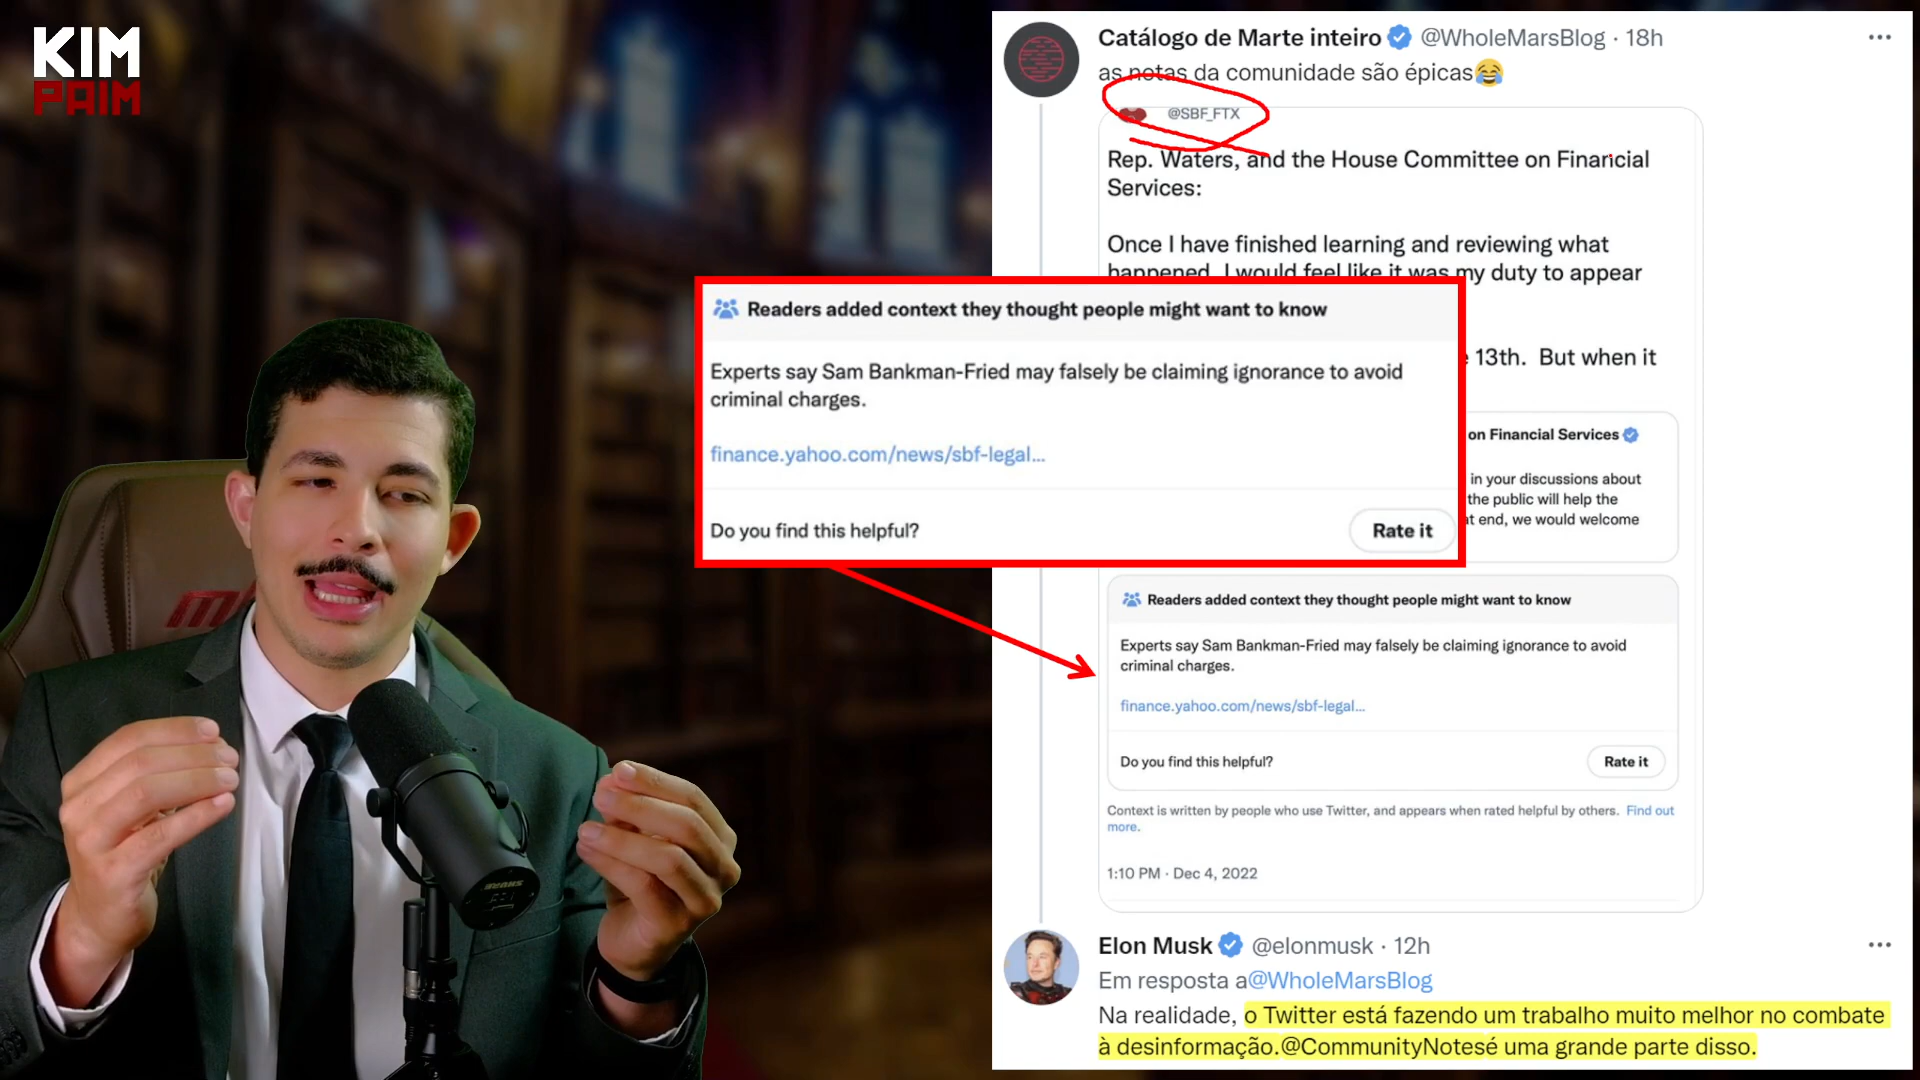 KIM
PAIM
Catálogo de Marte inteiro @WholeMarsBlog · 18h
as notas da comunidade são épicas😂
@SBF_FTX
Rep. Waters, and the House Committee on Financial
Services:
Once I have finished learning and reviewing what
happened, I would feel like it was my duty to appear
13th. But when it
Readers added context they thought people might want to know
Experts say Sam Bankman-Fried may falsely be claiming ignorance to avoid
criminal charges.
finance.yahoo.com/news/sbf-legal...
Do you find this helpful?
Rate it
on Financial Services
in your discussions about
the public will help the
at end, we would welcome
Readers added context they thought people might want to know
Experts say Sam Bankman-Fried may falsely be claiming ignorance to avoid
criminal charges.
finance.yahoo.com/news/sbf-legal...
Do you find this helpful?
Rate it
Context is written by people who use Twitter, and appears when rated helpful by others. Find out
more.
1:10 PM · Dec 4, 2022
Elon Musk @elonmusk · 12h
Em resposta a@WholeMarsBlog
Na realidade, o Twitter está fazendo um trabalho muito melhor no combate
à desinformação.@CommunityNotesé uma grande parte disso.
SHURE